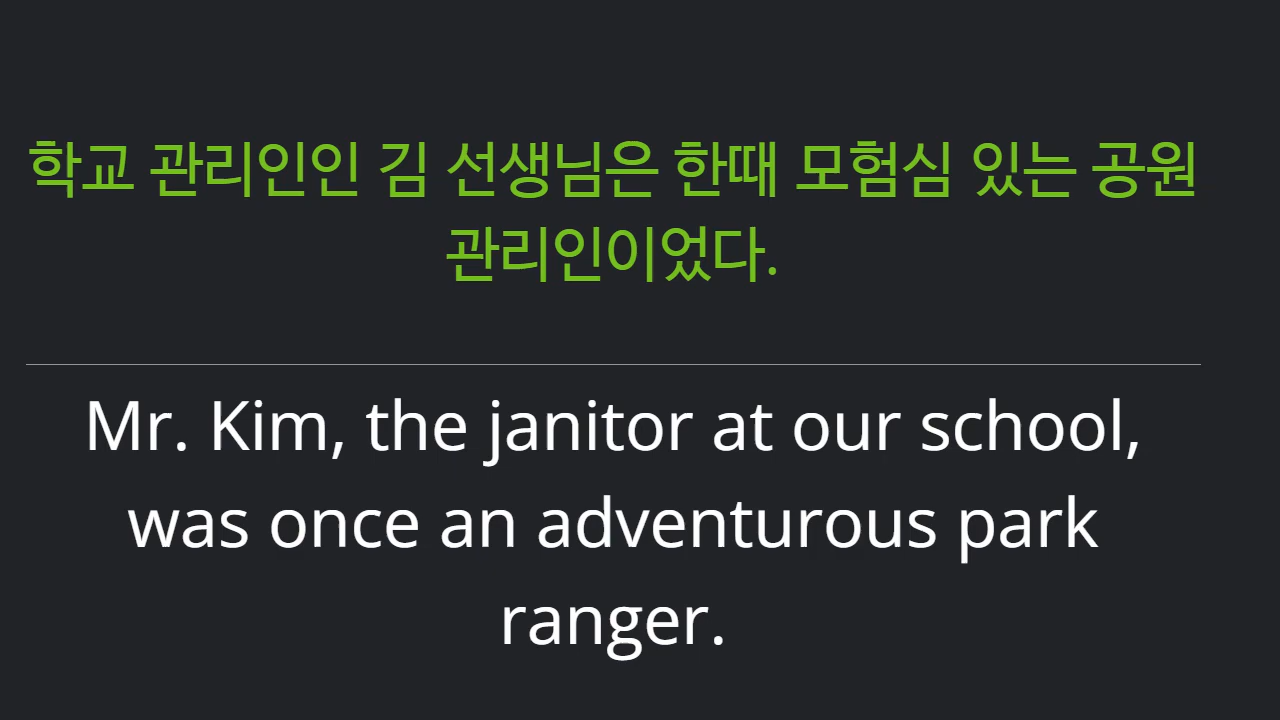 학교 관리인인 김 선생님은 한때 모험심 있는 공원
관리인이었다.
Mr. Kim, the janitor at our school,
was once an adventurous park
ranger.